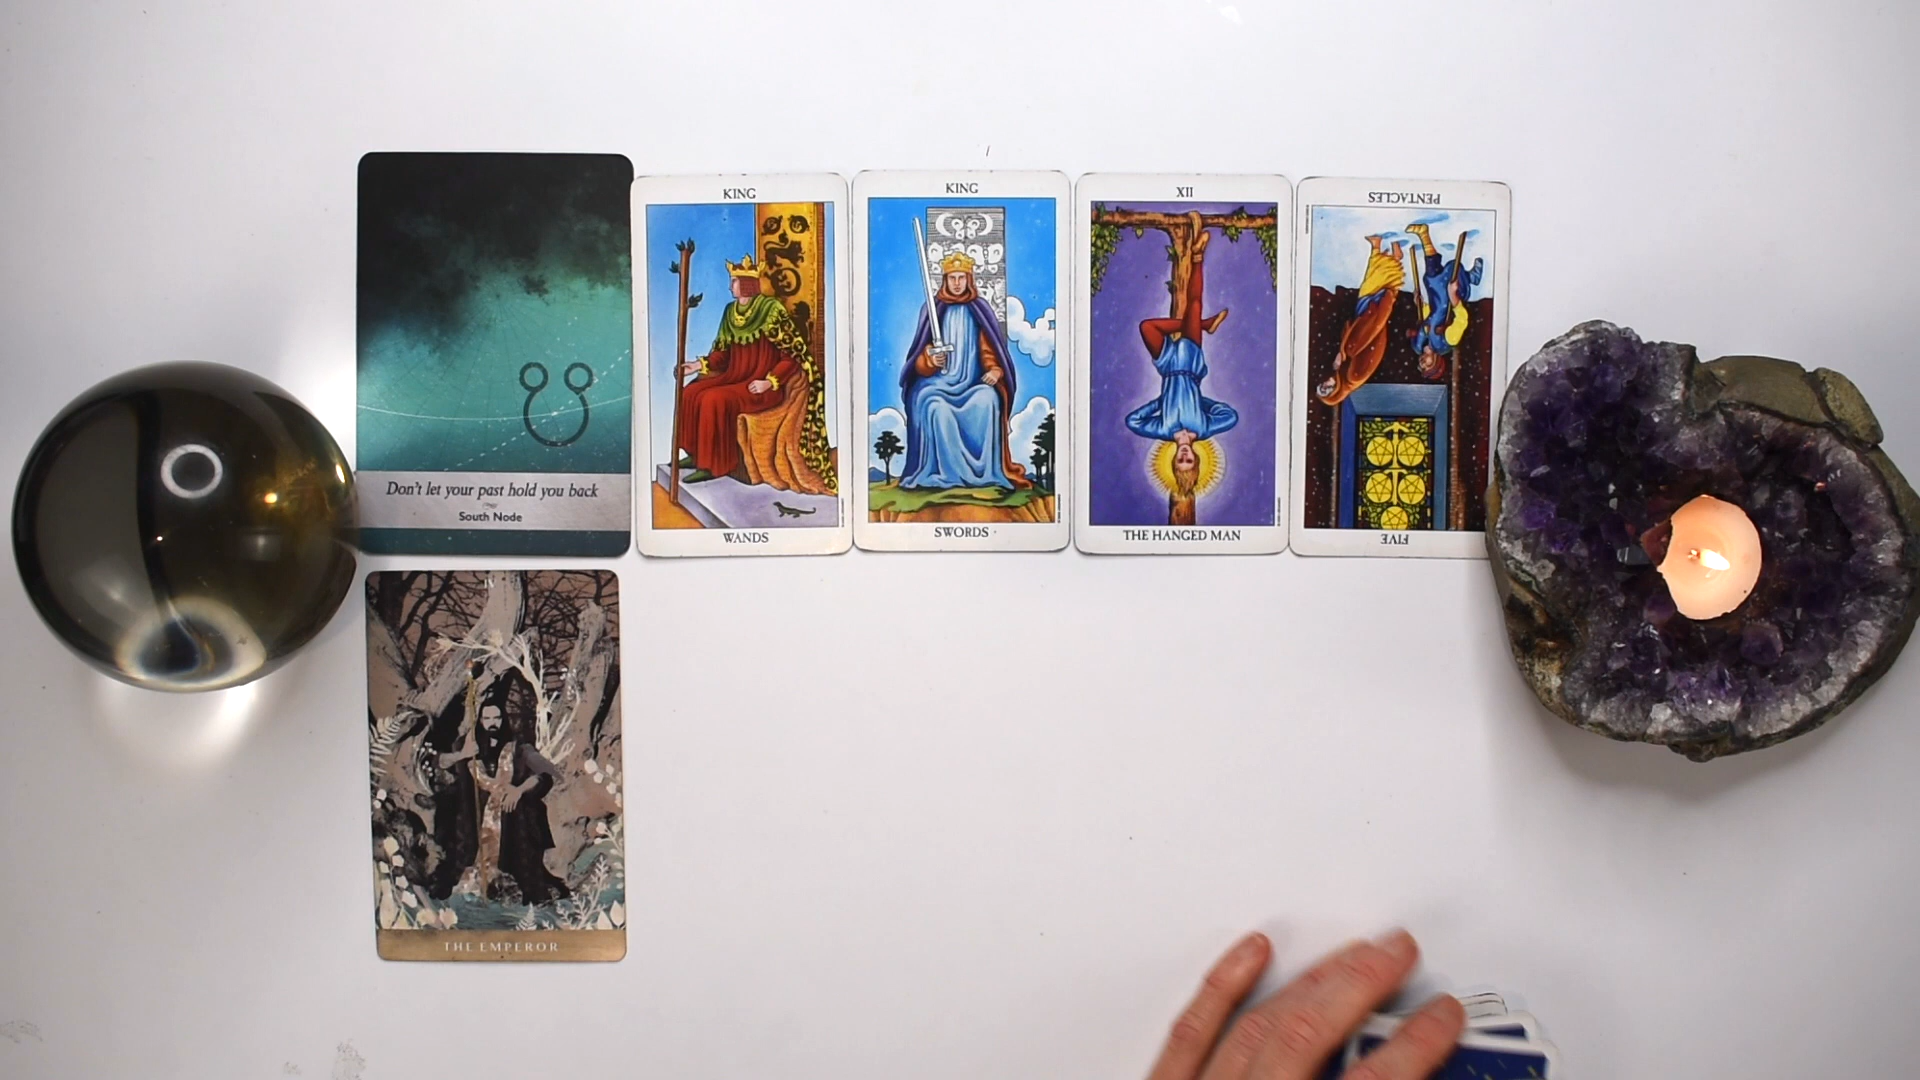 Don't let your past hold you back
South Node
KING
WANDS
KING
SWORDS
XII
THE HANGED MAN
PENTACLES
FIVE
IV
THE EMPEROR